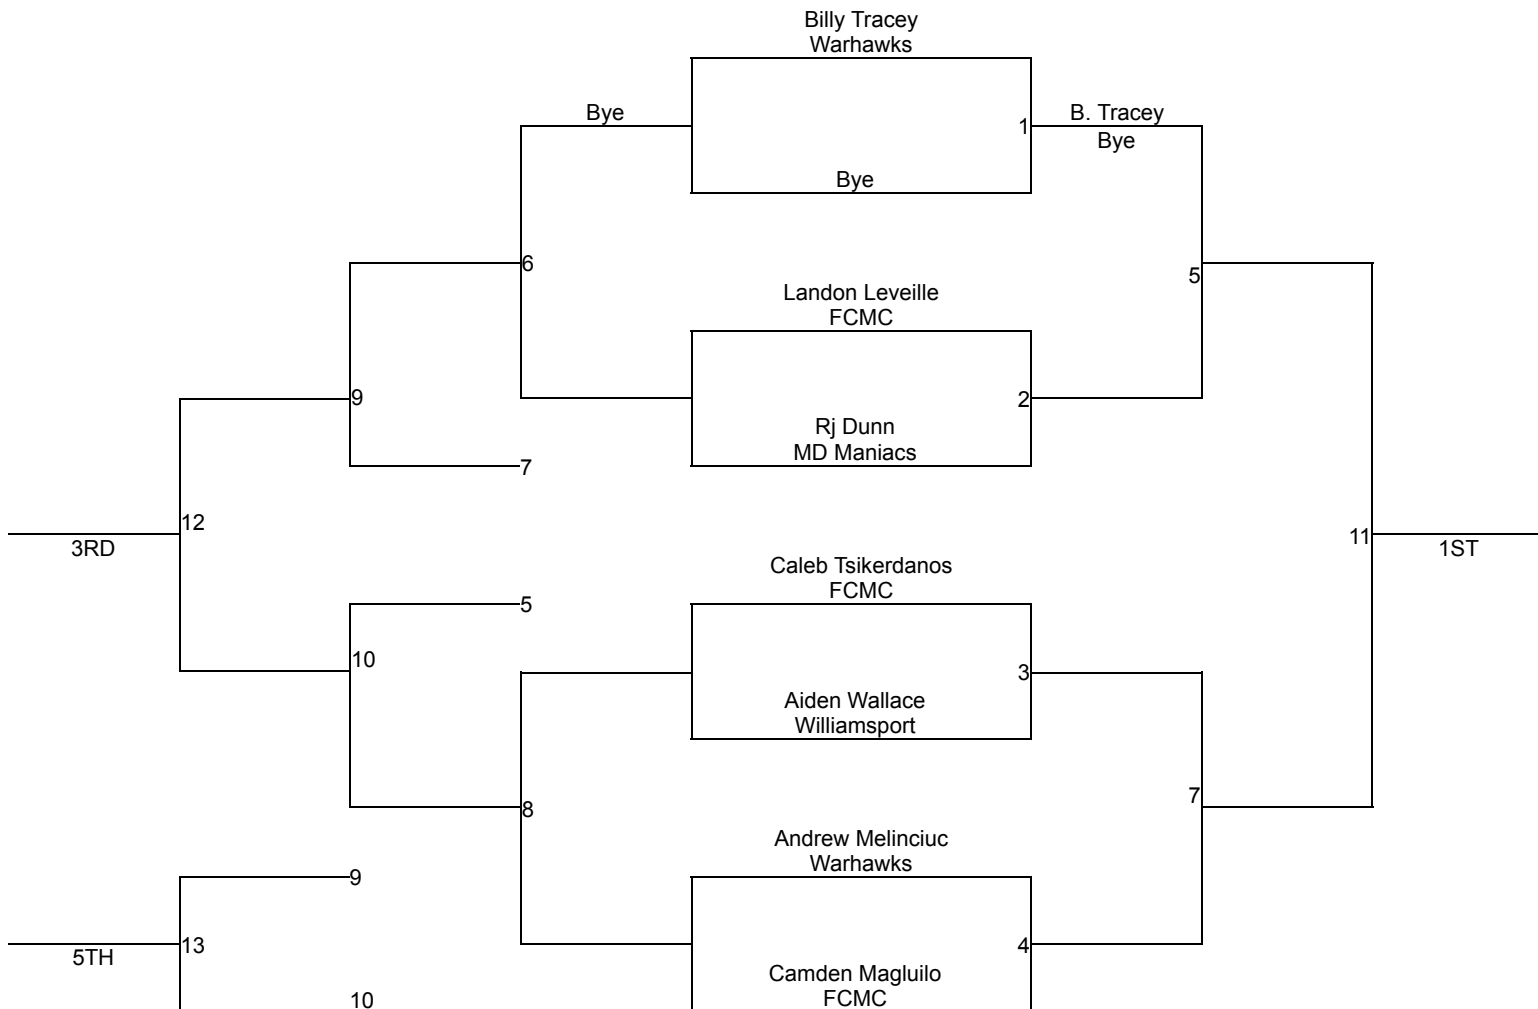 Billy Tracey
Warhawks
Bye
1
B. Tracey
Bye
Bye
6
5
Landon Leveille
FCMC
9
2
Rj Dunn
MD Maniacs
7
12
3RD
11
1ST
Caleb Tsikerdanos
FCMC
5
10
3
Aiden Wallace
Williamsport
7
8
Andrew Melinciuc
Warhawks
9
13
5TH
4
Camden Magluilo
FCMC
10